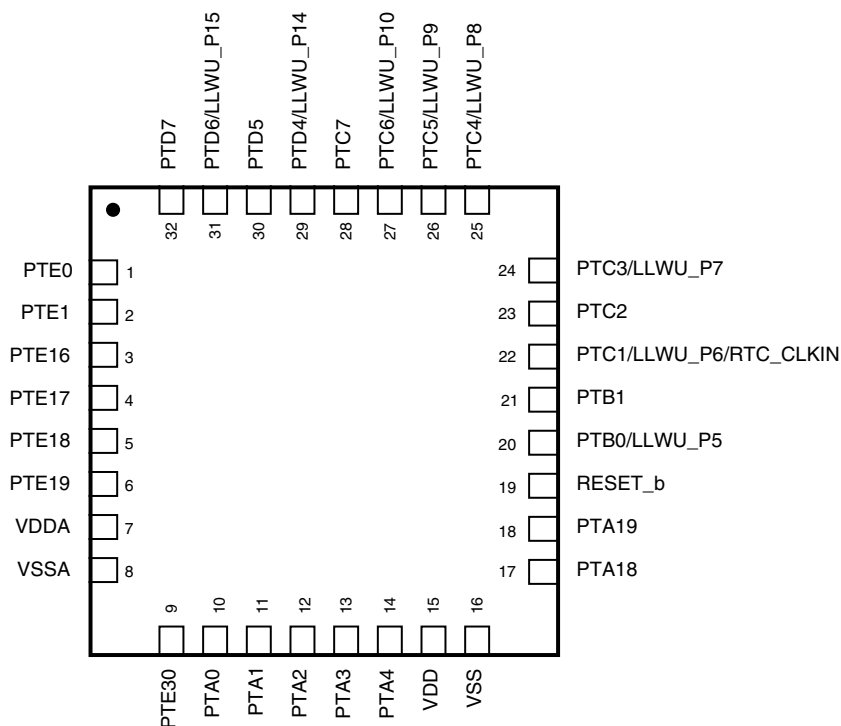 PTD7
PTD6/LLWU_P15
PTD5
PTD4/LLWU_P14
PTC7
PTC6/LLWU_P10
PTC5/LLWU_P9
PTC4/LLWU_P8
32
31
30
29
28
27
26
25
PTE0 1
PTE1 2
PTE16 3
PTE17 4
PTE18 5
PTE19 6
VDDA 7
VSSA 8
24 PTC3/LLWU_P7
23 PTC2
22 PTC1/LLWU_P6/RTC_CLKIN
21 PTB1
20 PTB0/LLWU_P5
19 RESET_b
18 PTA19
17 PTA18
9
10
11
12
13
14
15
16
PTE30
PTA0
PTA1
PTA2
PTA3
PTA4
VDD
VSS